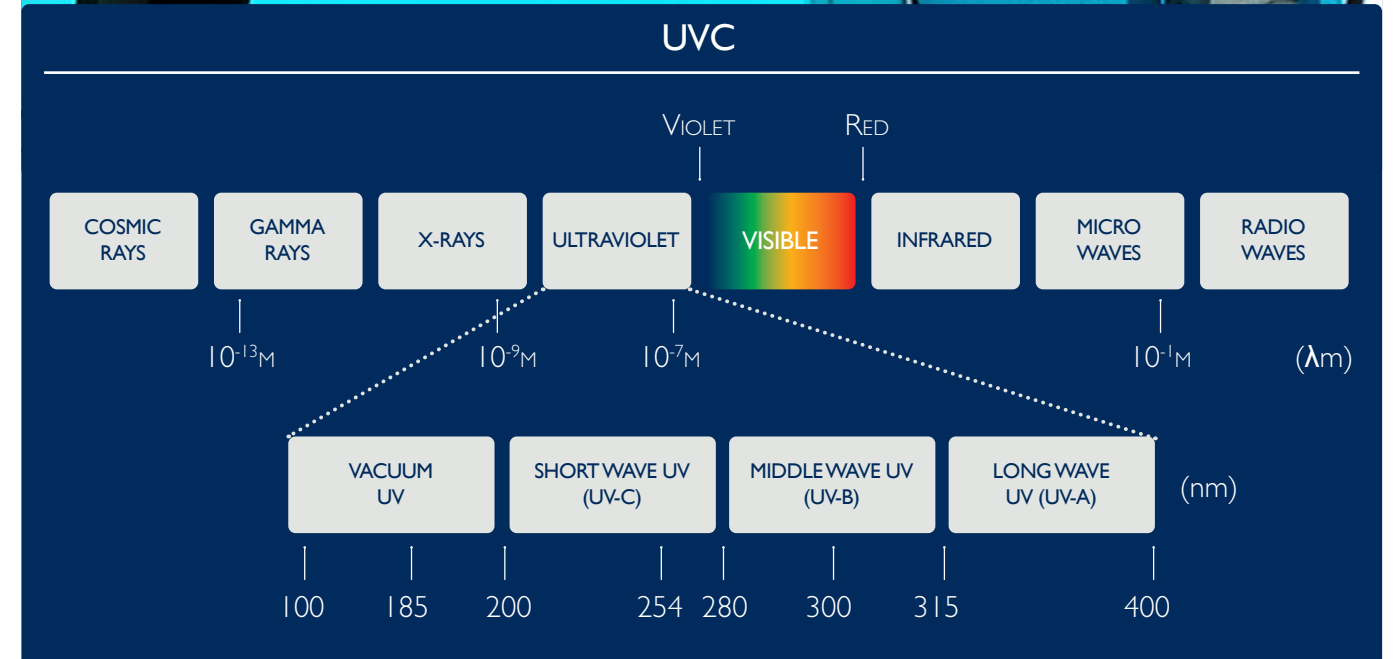 UVC
VIOLET RED
COSMIC
RAYS
GAMMA
RAYS
X-RAYS
ULTRAVIOLET
VISIBLE
INFRARED
MICRO
WAVES
RADIO
WAVES
10⁻¹³M 10⁻⁹M 10⁻⁷M 10⁻¹M (λm)
VACUUM
UV
SHORT WAVE UV
(UV-C)
MIDDLE WAVE UV
(UV-B)
LONG WAVE
UV (UV-A)
(nm)
100 185 200 254 280 300 315 400